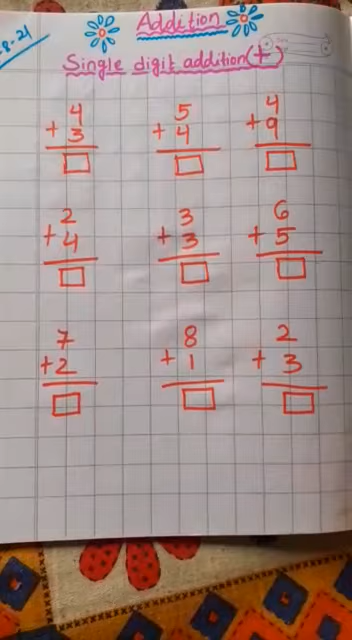 -8-21
Addition
Single digit addition(+)
4 5 4
+ 3 + 4 + 9
2 3 6
+ 4 + 3 + 5
7 8 2
+ 2 + 1 + 3